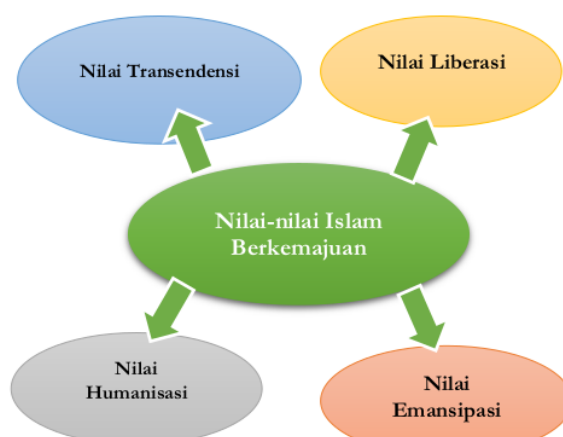 Nilai Transendensi
Nilai Liberasi
Nilai-nilai Islam
Berkemajuan
Nilai
Humanisasi
Nilai
Emansipasi